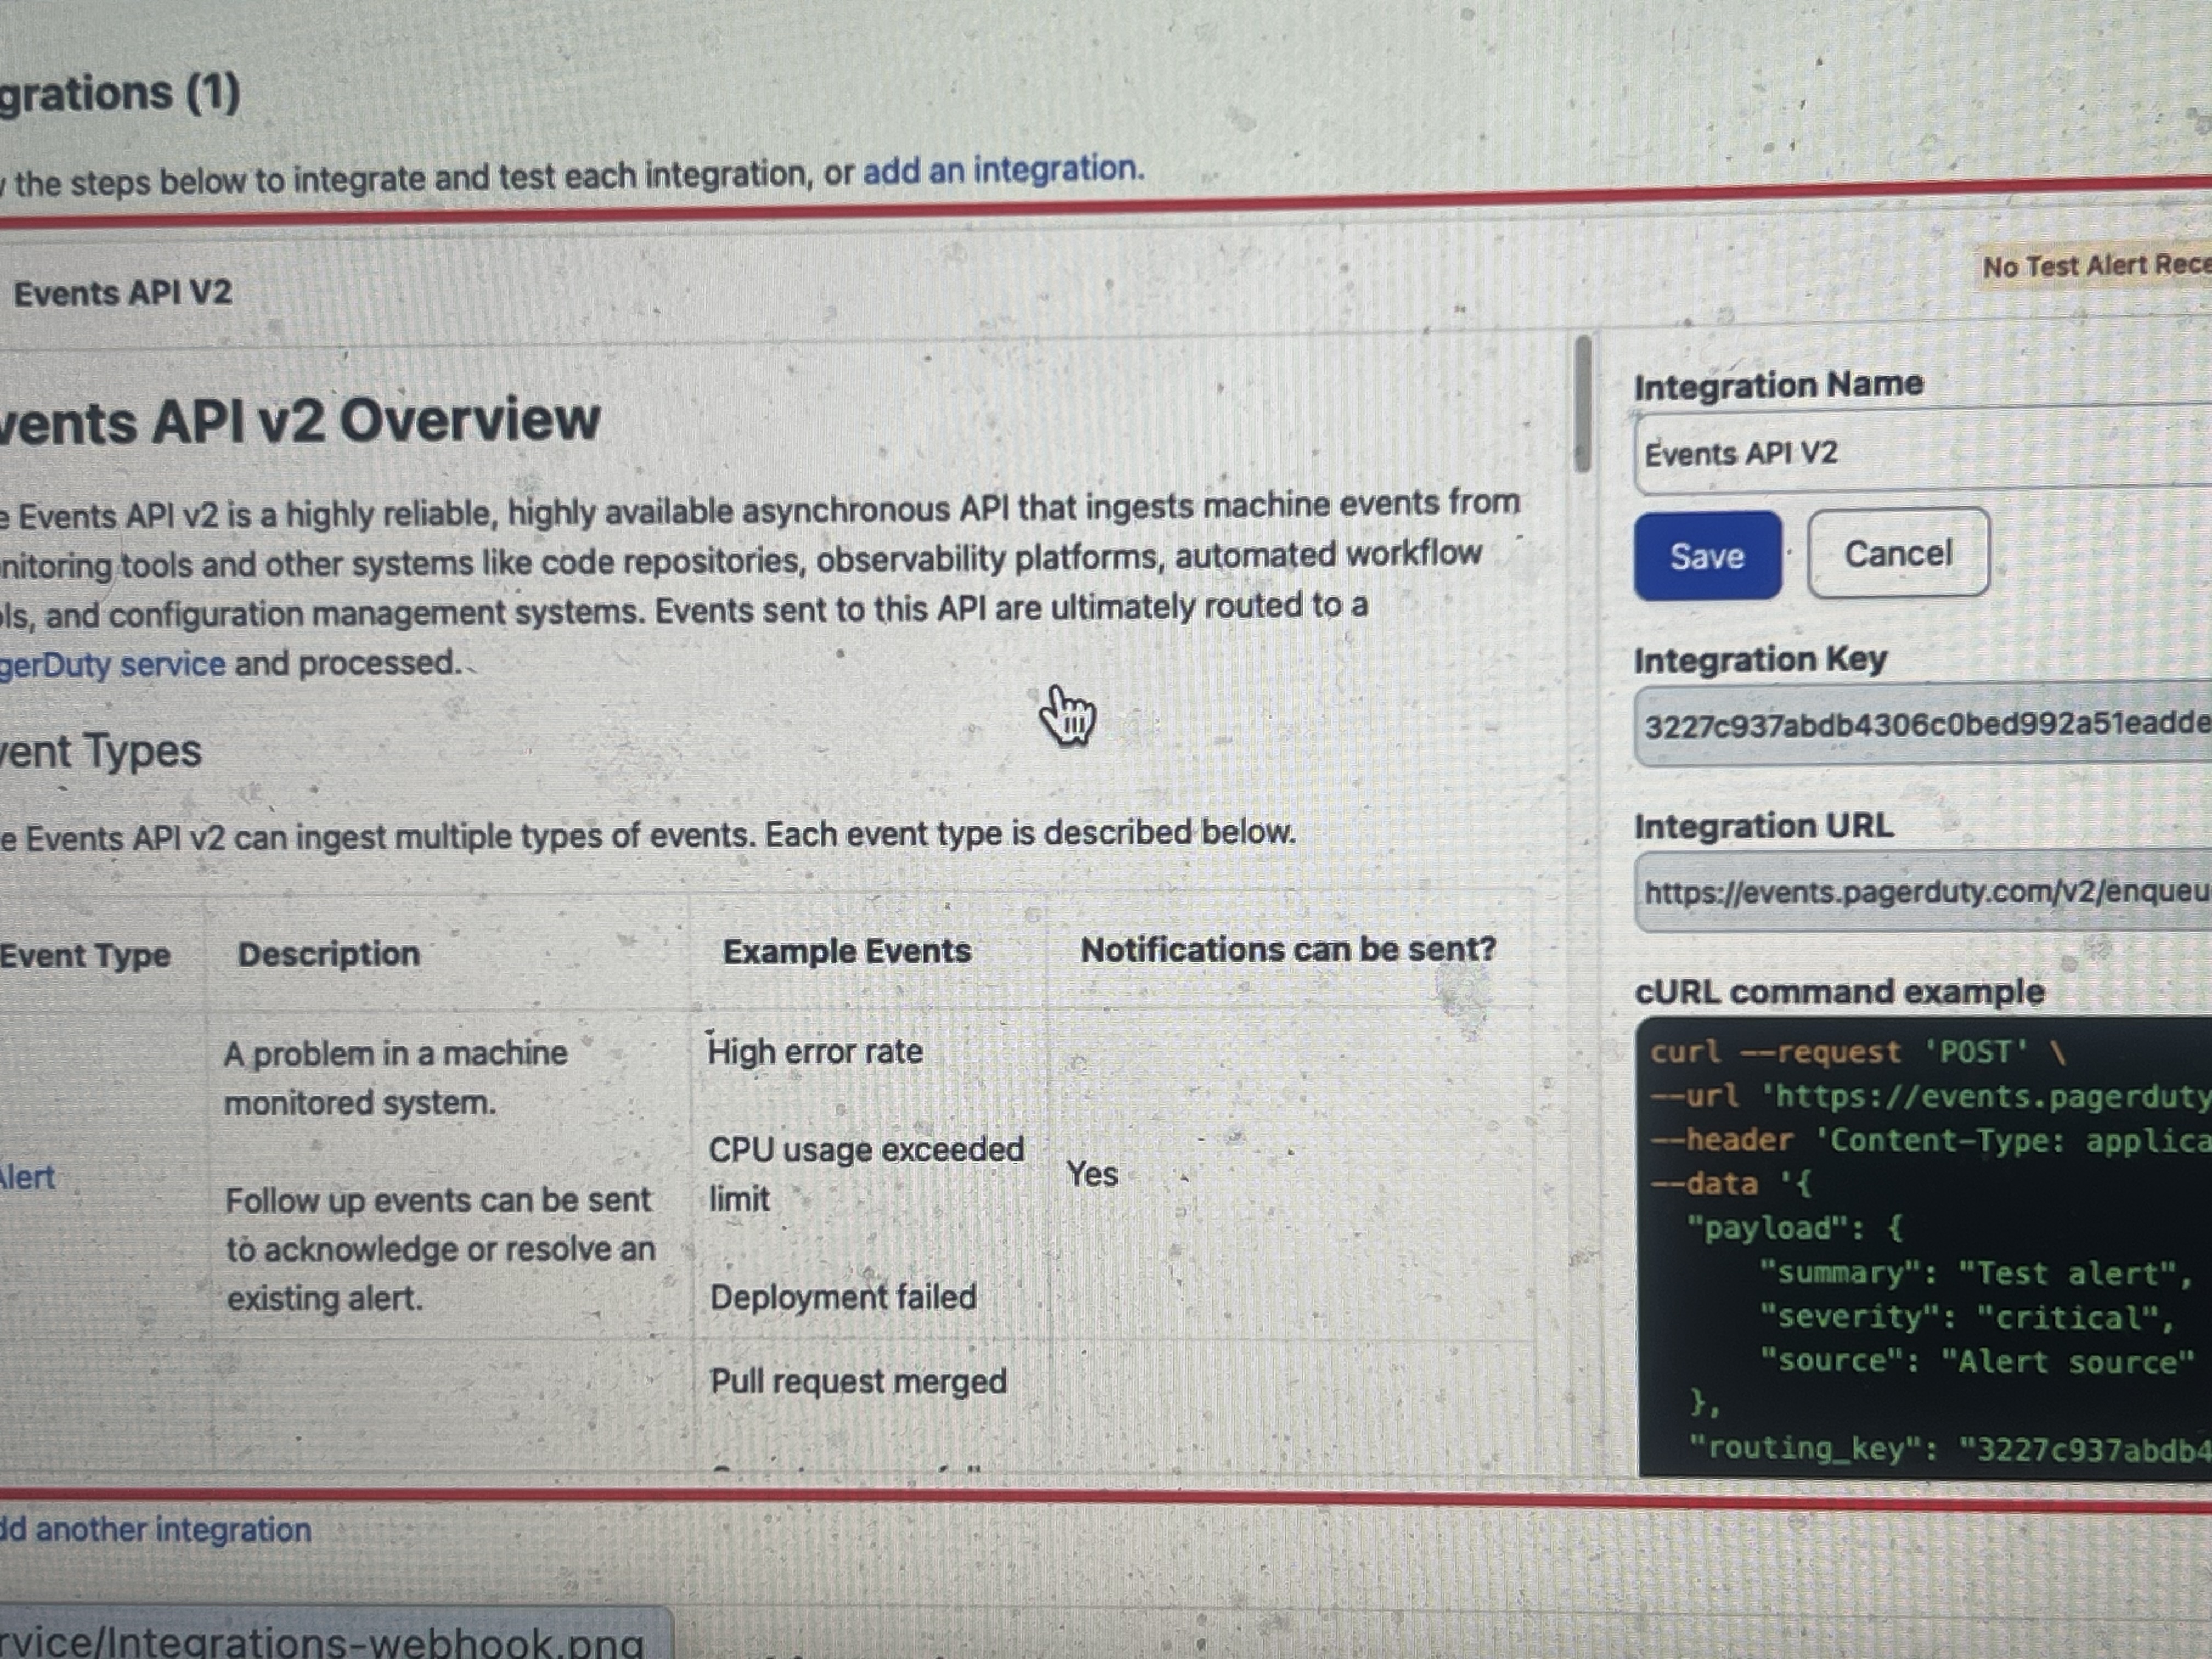 grations (1)
the steps below to integrate and test each integration, or add an integration.
Events API V2
No Test Alert Rece
vents API v2 Overview
e Events API v2 is a highly reliable, highly available asynchronous API that ingests machine events from
nitoring tools and other systems like code repositories, observability platforms, automated workflow
ols, and configuration management systems. Events sent to this API are ultimately routed to a
gerDuty service and processed.
vent Types
e Events API v2 can ingest multiple types of events. Each event type is described below.
Event Type Description Example Events Notifications can be sent?
Alert
A problem in a machine
monitored system.
Follow up events can be sent
to acknowledge or resolve an
existing alert.
High error rate
CPU usage exceeded
limit
Deployment failed
Yes
Pull request merged
Integration Name
Events API V2
Save Cancel
Integration Key
3227c937abdb4306c0bed992a51eadde
Integration URL
https://events.pagerduty.com/v2/enqueu
cURL command example
curl --request 'POST' \
--url 'https://events.pagerduty
--header 'Content-Type: applica
--data '{
"payload": {
"summary": "Test alert",
"severity": "critical",
"source": "Alert source"
},
"routing_key": "3227c937abdb4
dd another integration
rvice/Integrations-webhook.png